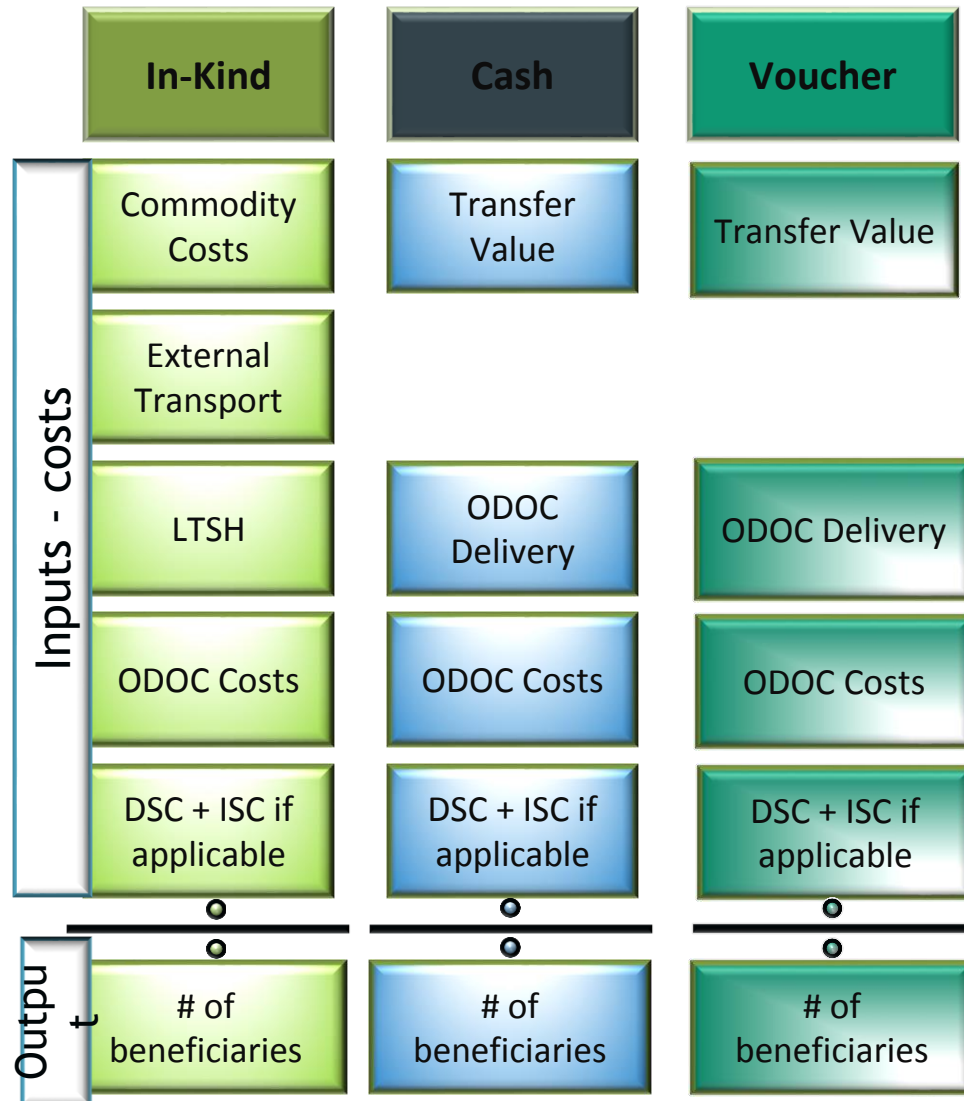 In-Kind
Cash
Voucher
Inputs - costs
Commodity
Costs
Transfer
Value
Transfer Value
External
Transport
LTSH
ODOC
Delivery
ODOC Delivery
ODOC Costs
ODOC Costs
ODOC Costs
DSC + ISC if
applicable
DSC + ISC if
applicable
DSC + ISC if
applicable
Outpu
t
# of
beneficiaries
# of
beneficiaries
# of
beneficiaries